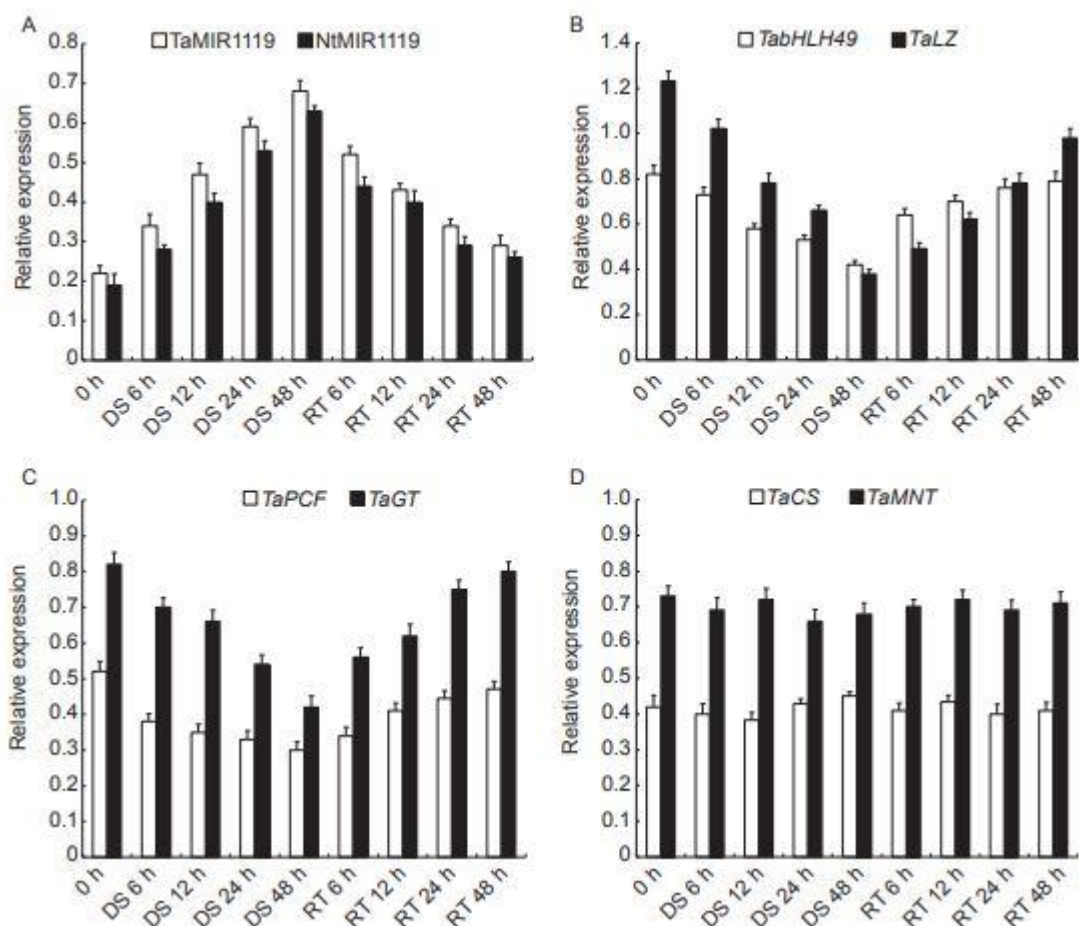 A
TaMIR1119 NtMIR1119
Relative expression
0.8
0.7
0.6
0.5
0.4
0.3
0.2
0.1
0
0 h
DS 6 h
DS 12 h
DS 24 h
DS 48 h
RT 6 h
RT 12 h
RT 24 h
RT 48 h
B
TabHLH49 TaLZ
Relative expression
1.4
1.2
1.0
0.8
0.6
0.4
0.2
0
0 h
DS 6 h
DS 12 h
DS 24 h
DS 48 h
RT 6 h
RT 12 h
RT 24 h
RT 48 h
C
TaPCF TaGT
Relative expression
1.0
0.9
0.8
0.7
0.6
0.5
0.4
0.3
0.2
0.1
0
0 h
DS 6 h
DS 12 h
DS 24 h
DS 48 h
RT 6 h
RT 12 h
RT 24 h
RT 48 h
D
TaCS TaMNT
Relative expression
1.0
0.9
0.8
0.7
0.6
0.5
0.4
0.3
0.2
0.1
0
0 h
DS 6 h
DS 12 h
DS 24 h
DS 48 h
RT 6 h
RT 12 h
RT 24 h
RT 48 h